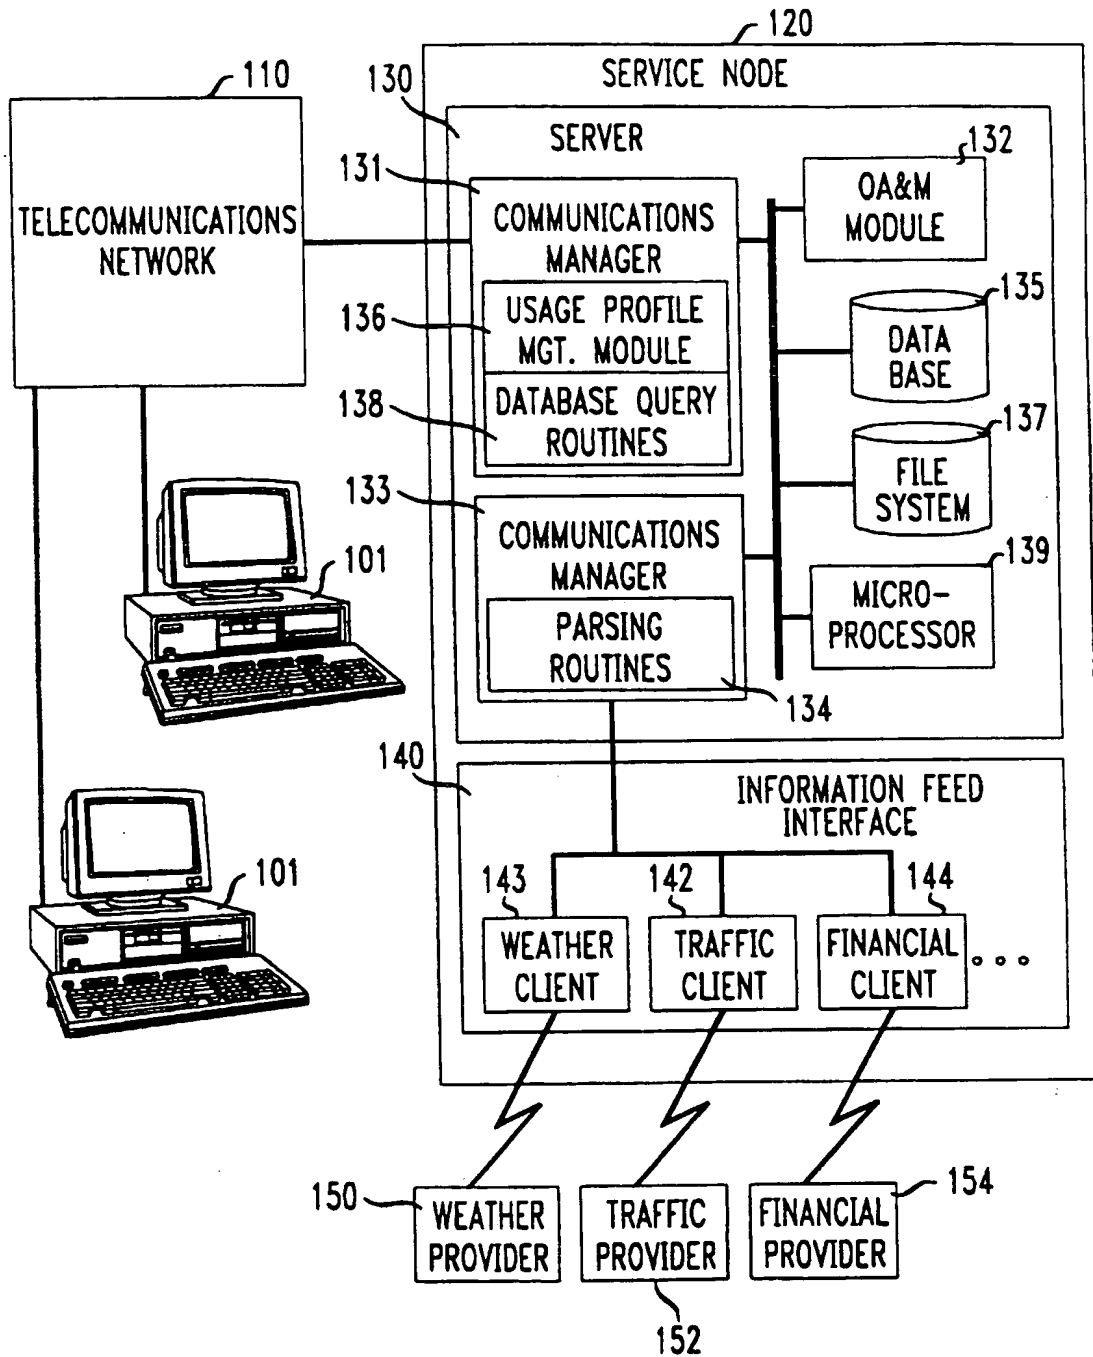 120
SERVICE NODE
110
130
SERVER
132
131
OA&M
MODULE
TELECOMMUNICATIONS
NETWORK
COMMUNICATIONS
MANAGER
135
DATA
BASE
136
USAGE PROFILE
MGT. MODULE
138
DATABASE QUERY
ROUTINES
137
FILE
SYSTEM
133
COMMUNICATIONS
MANAGER
139
MICRO-
PROCESSOR
101
PARSING
ROUTINES
134
140
INFORMATION FEED
INTERFACE
101
143
142
144
WEATHER
CLIENT
TRAFFIC
CLIENT
FINANCIAL
CLIENT
150
WEATHER
PROVIDER
TRAFFIC
PROVIDER
152
154
FINANCIAL
PROVIDER